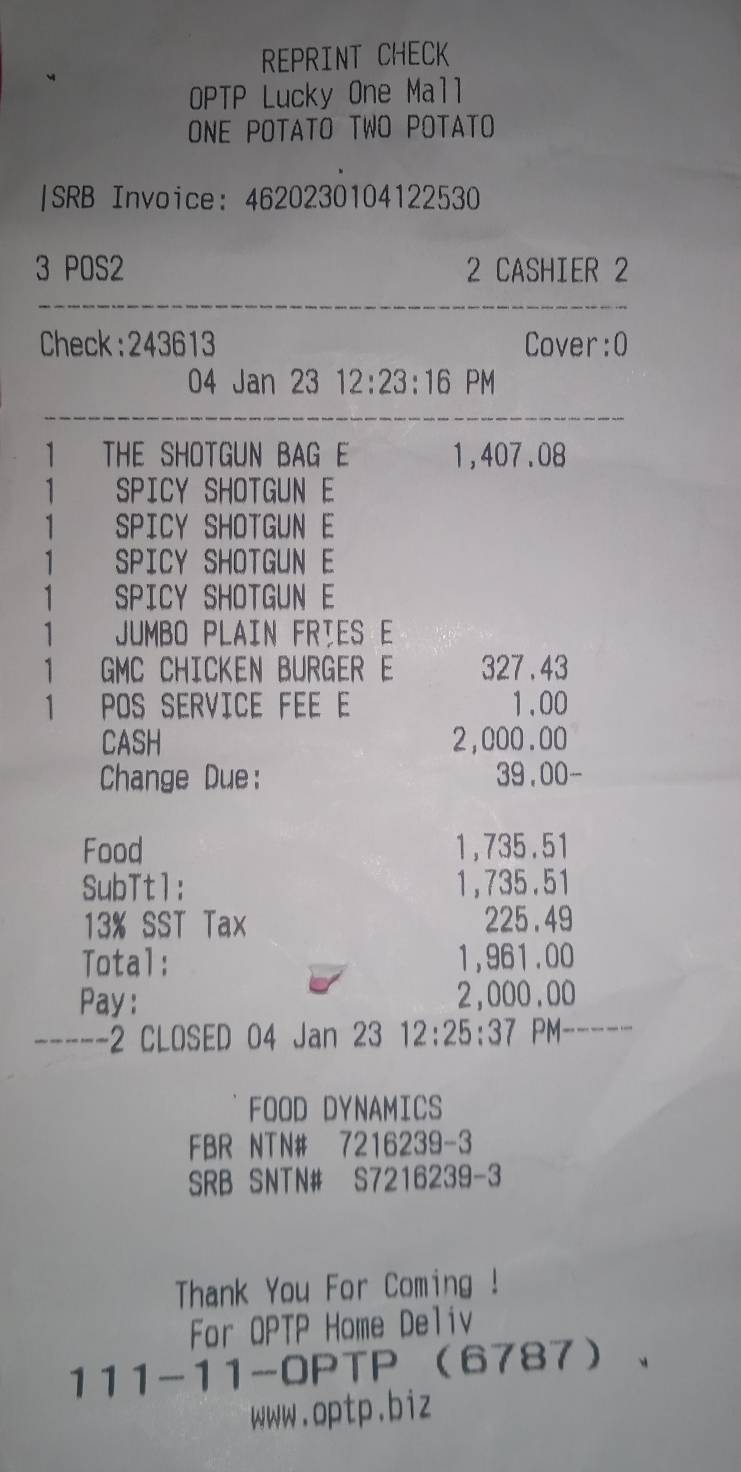 REPRINT CHECK
OPTP Lucky One Mall
ONE POTATO TWO POTATO
|SRB Invoice: 4620230104122530
3 POS2 2 CASHIER 2
Check:243613 Cover:0
04 Jan 23 12:23:16 PM
1 THE SHOTGUN BAG E 1,407.08
1 SPICY SHOTGUN E
1 SPICY SHOTGUN E
1 SPICY SHOTGUN E
1 SPICY SHOTGUN E
1 JUMBO PLAIN FRIES E
1 GMC CHICKEN BURGER E 327.43
1 POS SERVICE FEE E 1.00
CASH 2,000.00
Change Due: 39.00-
Food 1,735.51
SubTtl: 1,735.51
13% SST Tax 225.49
Total: 1,961.00
Pay: 2,000.00
-----2 CLOSED 04 Jan 23 12:25:37 PM-----
FOOD DYNAMICS
FBR NTN# 7216239-3
SRB SNTN# S7216239-3
Thank You For Coming !
For OPTP Home Deliv
111-11-OPTP (6787)
www.optp.biz